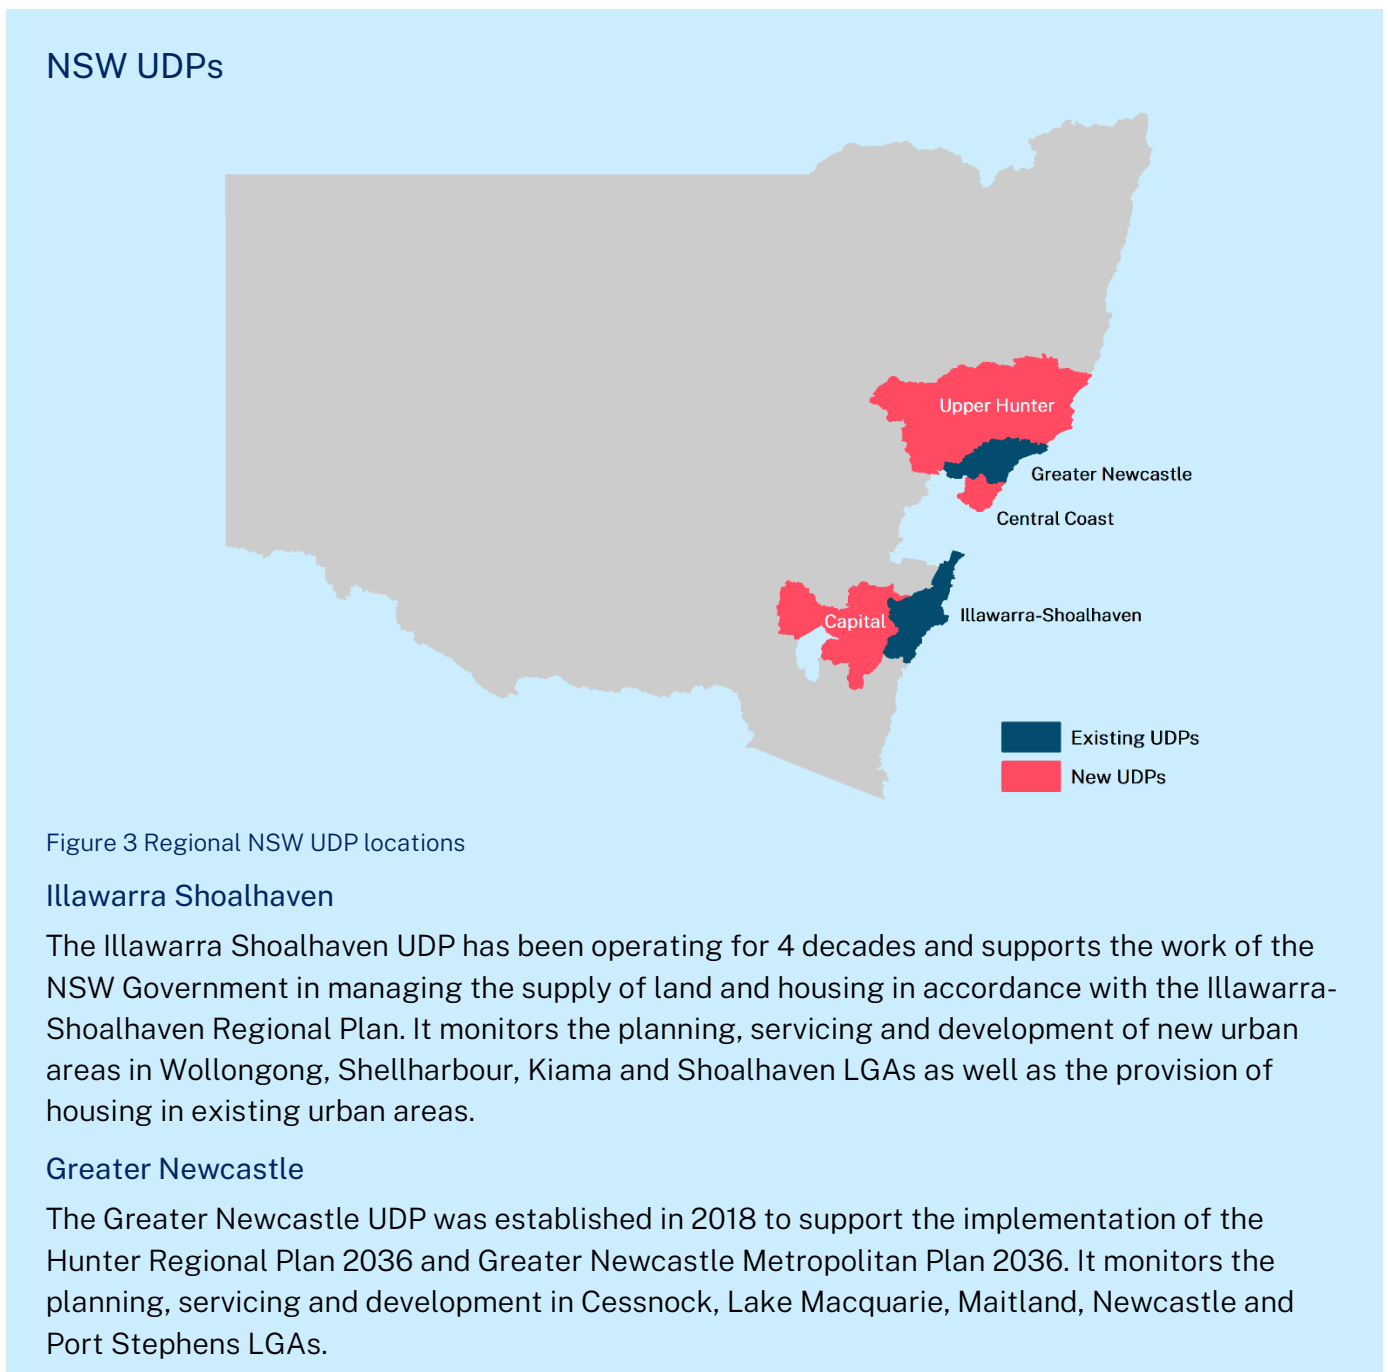 NSW UDPs
Upper Hunter
Greater Newcastle
Central Coast
Illawarra-Shoalhaven
Capital
Existing UDPs
New UDPs
Figure 3 Regional NSW UDP locations
Illawarra Shoalhaven
The Illawarra Shoalhaven UDP has been operating for 4 decades and supports the work of the
NSW Government in managing the supply of land and housing in accordance with the Illawarra-
Shoalhaven Regional Plan. It monitors the planning, servicing and development of new urban
areas in Wollongong, Shellharbour, Kiama and Shoalhaven LGAs as well as the provision of
housing in existing urban areas.
Greater Newcastle
The Greater Newcastle UDP was established in 2018 to support the implementation of the
Hunter Regional Plan 2036 and Greater Newcastle Metropolitan Plan 2036. It monitors the
planning, servicing and development in Cessnock, Lake Macquarie, Maitland, Newcastle and
Port Stephens LGAs.